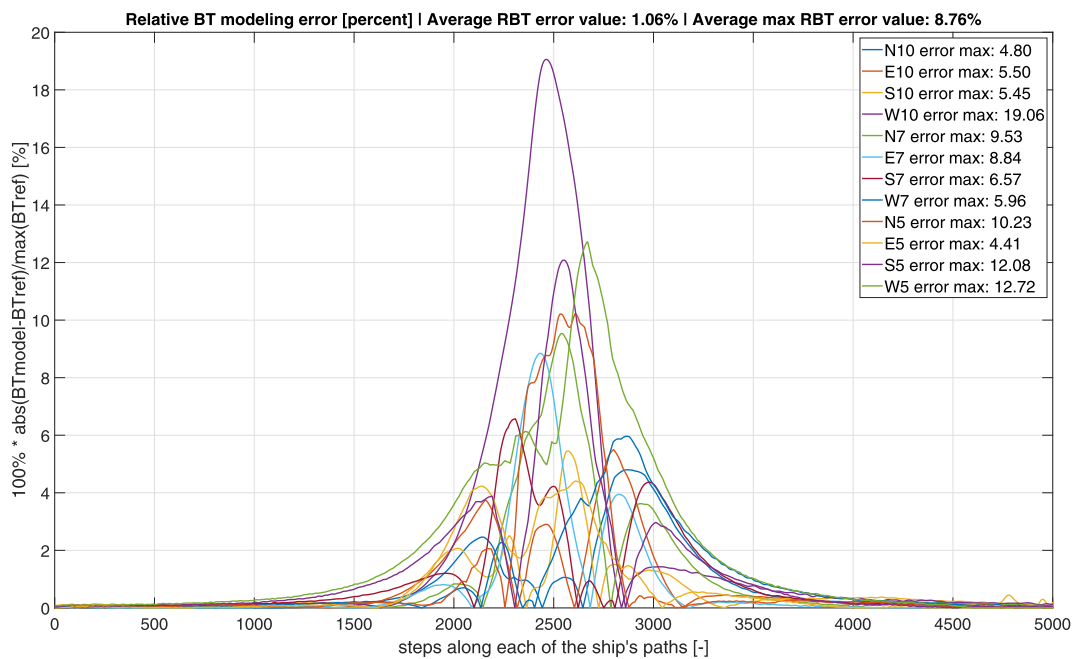 Relative BT modeling error [percent] | Average RBT error value: 1.06% | Average max RBT error value: 8.76%
100% * abs(BTmodel-BTref)/max(BTref) [%]
20
18
16
14
12
10
8
6
4
2
0
N10 error max: 4.80
E10 error max: 5.50
S10 error max: 5.45
W10 error max: 19.06
N7 error max: 9.53
E7 error max: 8.84
S7 error max: 6.57
W7 error max: 5.96
N5 error max: 10.23
E5 error max: 4.41
S5 error max: 12.08
W5 error max: 12.72
0 500 1000 1500 2000 2500 3000 3500 4000 4500 5000
steps along each of the ship's paths [-]